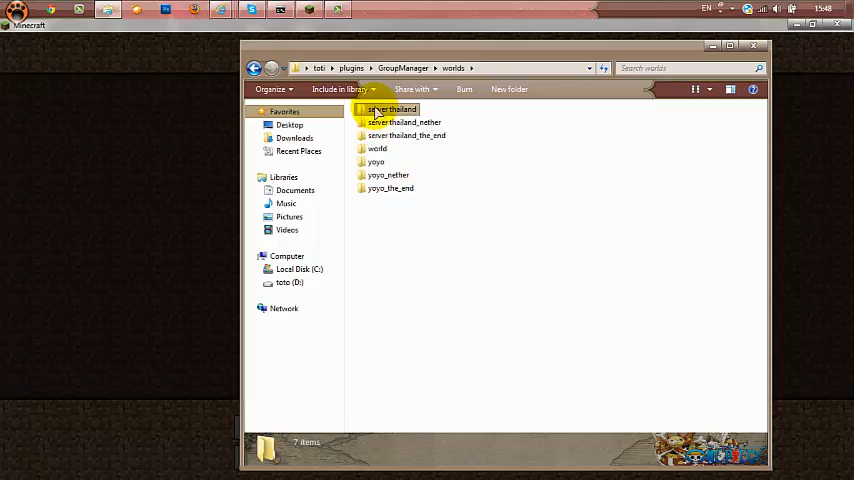 EN
15:48
Minecraft
toti ▸ plugins ▸ GroupManager ▸ worlds ▸
Search worlds
Organize Include in library Share with Burn New folder
Favorites
Desktop
Downloads
Recent Places
Libraries
Documents
Music
Pictures
Videos
Computer
Local Disk (C:)
toto (D:)
Network
server thailand
server thailand_nether
server thailand_the_end
world
yoyo
yoyo_nether
yoyo_the_end
7 items
ONE PIECE